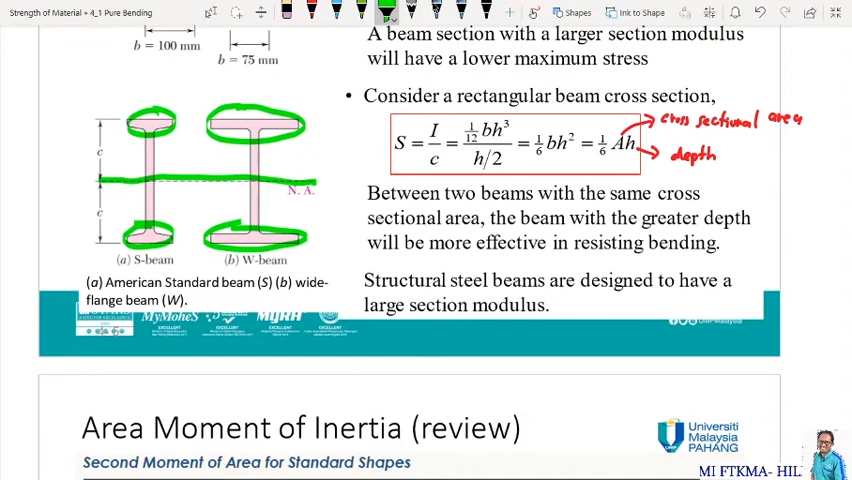 Strength of Material » 4_1 Pure Bending
Shapes
Ink to Shape
b = 100 mm
b = 75 mm
A beam section with a larger section modulus
will have a lower maximum stress
• Consider a rectangular beam cross section,
S = I/c = (1/12 bh³)/(h/2) = 1/6 bh² = 1/6 Ah
cross sectional area
depth
c
c
N. A.
(a) S-beam
(b) W-beam
Between two beams with the same cross
sectional area, the beam with the greater depth
will be more effective in resisting bending.
Structural steel beams are designed to have a
large section modulus.
(a) American Standard beam (S) (b) wide-
flange beam (W).
MyMoheS
MyRA
EXCELLENT
EXCELLENT
EXCELLENT
Area Moment of Inertia (review)
Second Moment of Area for Standard Shapes
Universiti
Malaysia
PAHANG
MI FTKMA- HIL